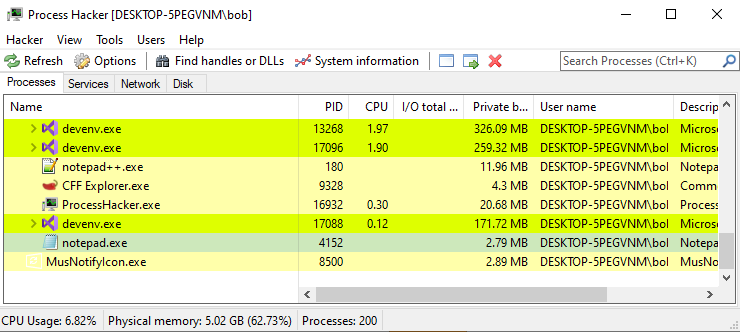 Process Hacker [DESKTOP-5PEGVNM\bob]
Hacker View Tools Users Help
Refresh Options Find handles or DLLs System information Search Processes (Ctrl+K)
Processes Services Network Disk
Name PID CPU I/O total ... Private b... User name Descrip
devenv.exe 13268 1.97 326.09 MB DESKTOP-5PEGVNM\bol Microso
devenv.exe 17096 1.90 259.32 MB DESKTOP-5PEGVNM\bol Microso
notepad++.exe 180 11.96 MB DESKTOP-5PEGVNM\bol Notepa
CFF Explorer.exe 9328 4.3 MB DESKTOP-5PEGVNM\bol Commo
ProcessHacker.exe 16932 0.30 20.68 MB DESKTOP-5PEGVNM\bol Process
devenv.exe 17088 0.12 171.72 MB DESKTOP-5PEGVNM\bol Microso
notepad.exe 4152 2.79 MB DESKTOP-5PEGVNM\bol Notepa
MusNotifyIcon.exe 8500 2.89 MB DESKTOP-5PEGVNM\bol MusNot
CPU Usage: 6.82% Physical memory: 5.02 GB (62.73%) Processes: 200